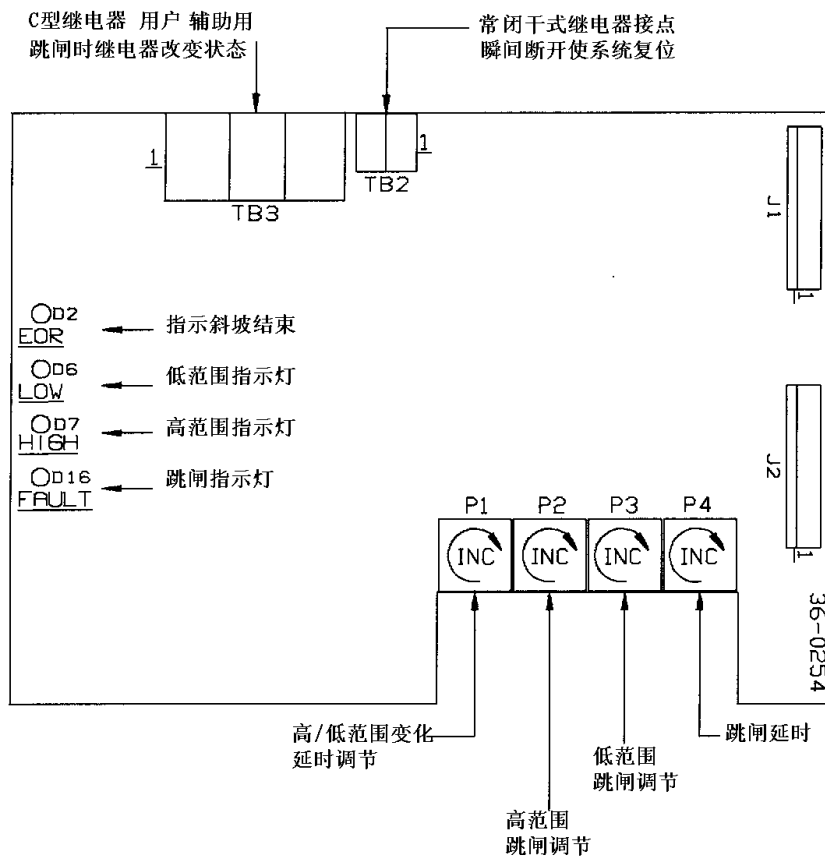 C型继电器 用户 辅助用
跳闸时继电器改变状态
常闭干式继电器接点
瞬间断开使系统复位
1
TB3
1
TB2
J1
1
D2
EOR
指示斜坡结束
D6
LOW
低范围指示灯
D7
HIGH
高范围指示灯
D16
FAULT
跳闸指示灯
J2
1
P1 P2 P3 P4
INC INC INC INC
36-0254
高/低范围变化
延时调节
高范围
跳闸调节
低范围
跳闸调节
跳闸延时